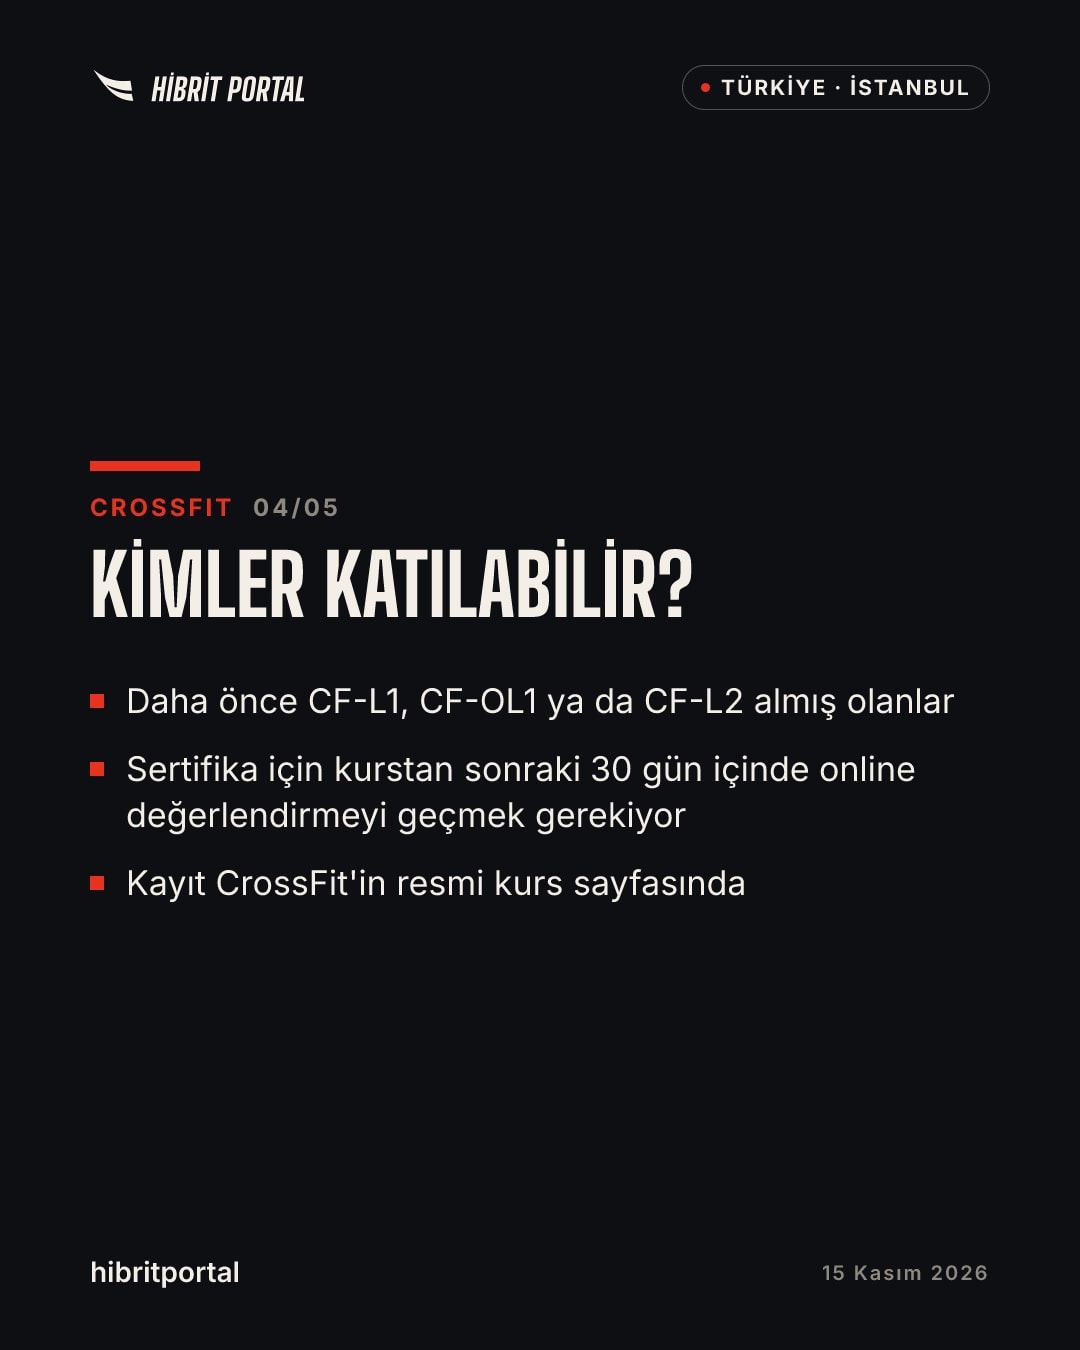 HİBRİT PORTAL
TÜRKİYE · İSTANBUL
CROSSFIT 04/05
KİMLER KATILABİLİR?
Daha önce CF-L1, CF-OL1 ya da CF-L2 almış olanlar
Sertifika için kurstan sonraki 30 gün içinde online
değerlendirmeyi geçmek gerekiyor
Kayıt CrossFit'in resmi kurs sayfasında
hibritportal
15 Kasım 2026